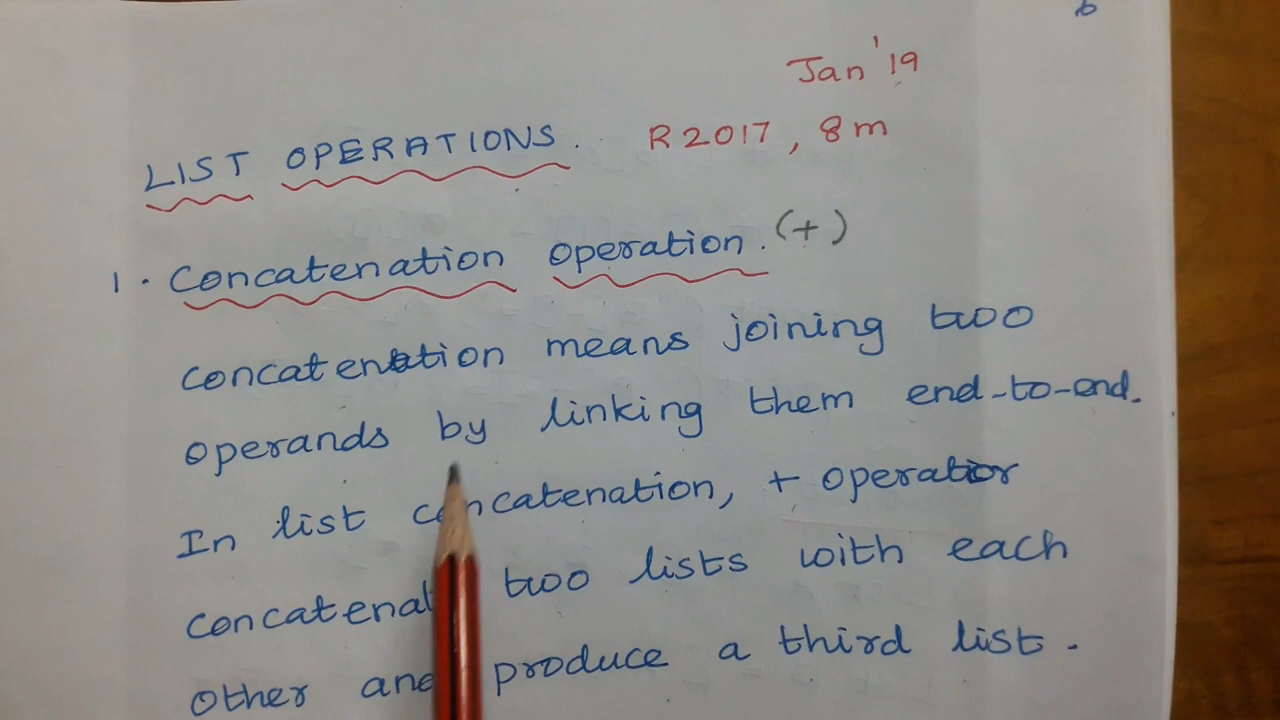 b
Jan '19
LIST OPERATIONS. R2017, 8m
1. Concatenation operation. (+)
concatenation means joining two
operands by linking them end-to-end.
In list concatenation, + operator
two lists with each
other produce a third list.